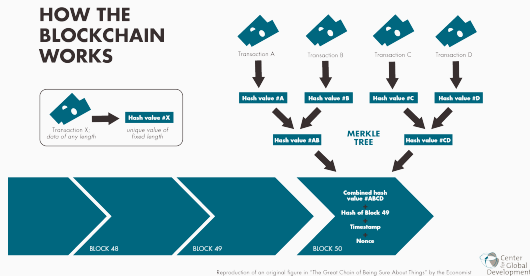 HOW THE
BLOCKCHAIN
WORKS
Transaction A
Transaction B
Transaction C
Transaction D
Transaction X:
data of any length
Hash value #X
unique value of
fixed length
Hash value #A
Hash value #B
Hash value #C
Hash value #D
Hash value #AB
MERKLE
TREE
Hash value #CD
BLOCK 48
BLOCK 49
BLOCK 50
Combined hash
value #ABCD
+
Hash of Block 49
+
Timestamp
+
Nonce
Center
Global
Development
Reproduction of an original figure in "The Great Chain of Being Sure About Things" by the Economist